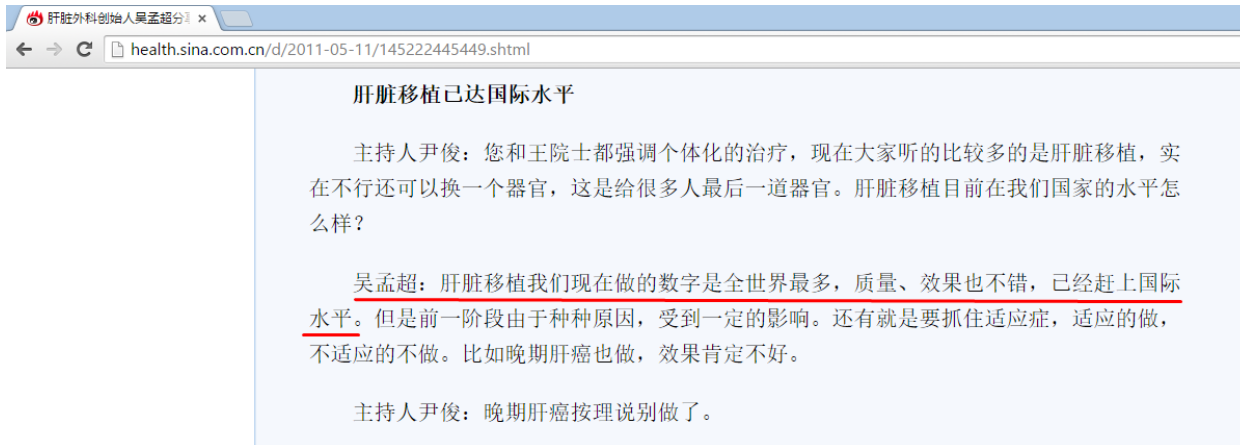 肝脏外科创始人吴孟超分
health.sina.com.cn/d/2011-05-11/145222445449.shtml
肝脏移植已达国际水平
主持人尹俊：您和王院士都强调个体化的治疗，现在大家听的比较多的是肝脏移植，实
在不行还可以换一个器官，这是给很多人最后一道器官。肝脏移植目前在我们国家的水平怎
么样？
吴孟超：肝脏移植我们现在做的数字是全世界最多，质量、效果也不错，已经赶上国际
水平。但是前一阶段由于种种原因，受到一定的影响。还有就是要抓住适应症，适应的做，
不适应的不做。比如晚期肝癌也做，效果肯定不好。
主持人尹俊：晚期肝癌按理说别做了。